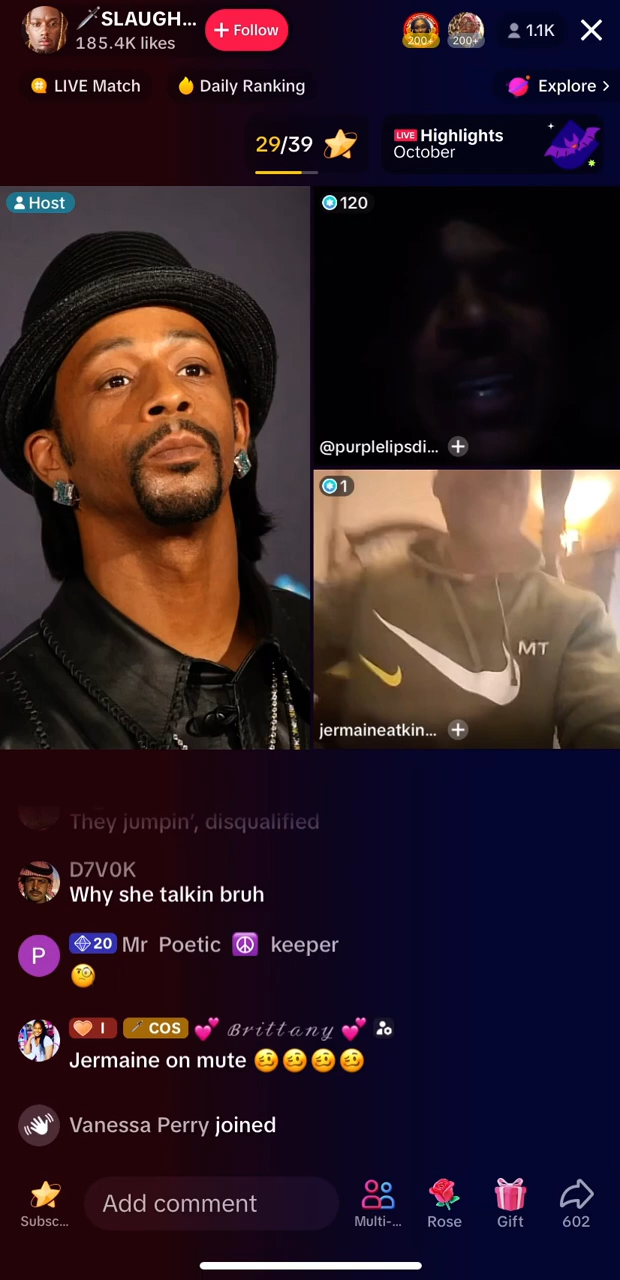 SLAUGH...
185.4K likes
+ Follow
200+
200+
1.1K
LIVE Match
Daily Ranking
Explore >
29/39
LIVE Highlights
October
Host
120
@purplelipsdi... +
1
MT
jermaineatkin... +
They jumpin’, disqualified
D7V0K
Why she talkin bruh
P
20 Mr Poetic ☮️ keeper
🧐
I COS 💕 𝓑𝓻𝓲𝓽𝓽𝓪𝓷𝔂 💕
Jermaine on mute 🥴🥴🥴🥴
Vanessa Perry joined
Add comment
Subsc...
Multi-...
Rose
Gift
602